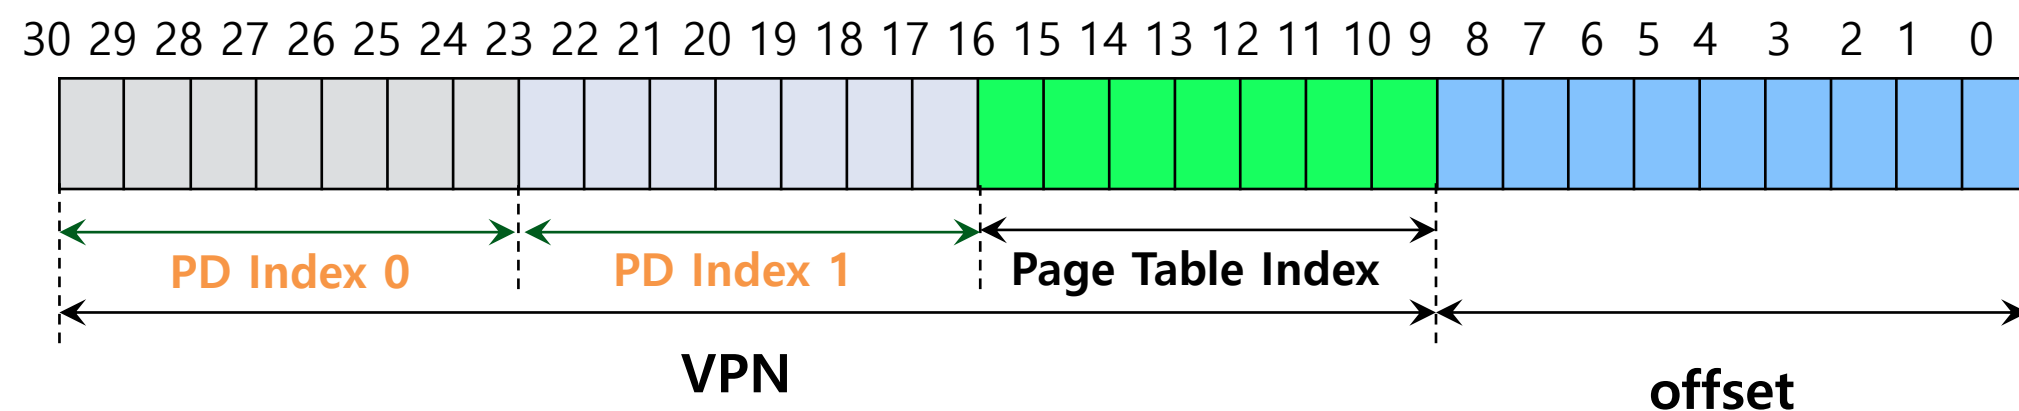 30 29 28 27 26 25 24 23 22 21 20 19 18 17 16 15 14 13 12 11 10 9 8 7 6 5 4 3 2 1 0
PD Index 0 PD Index 1 Page Table Index
VPN offset